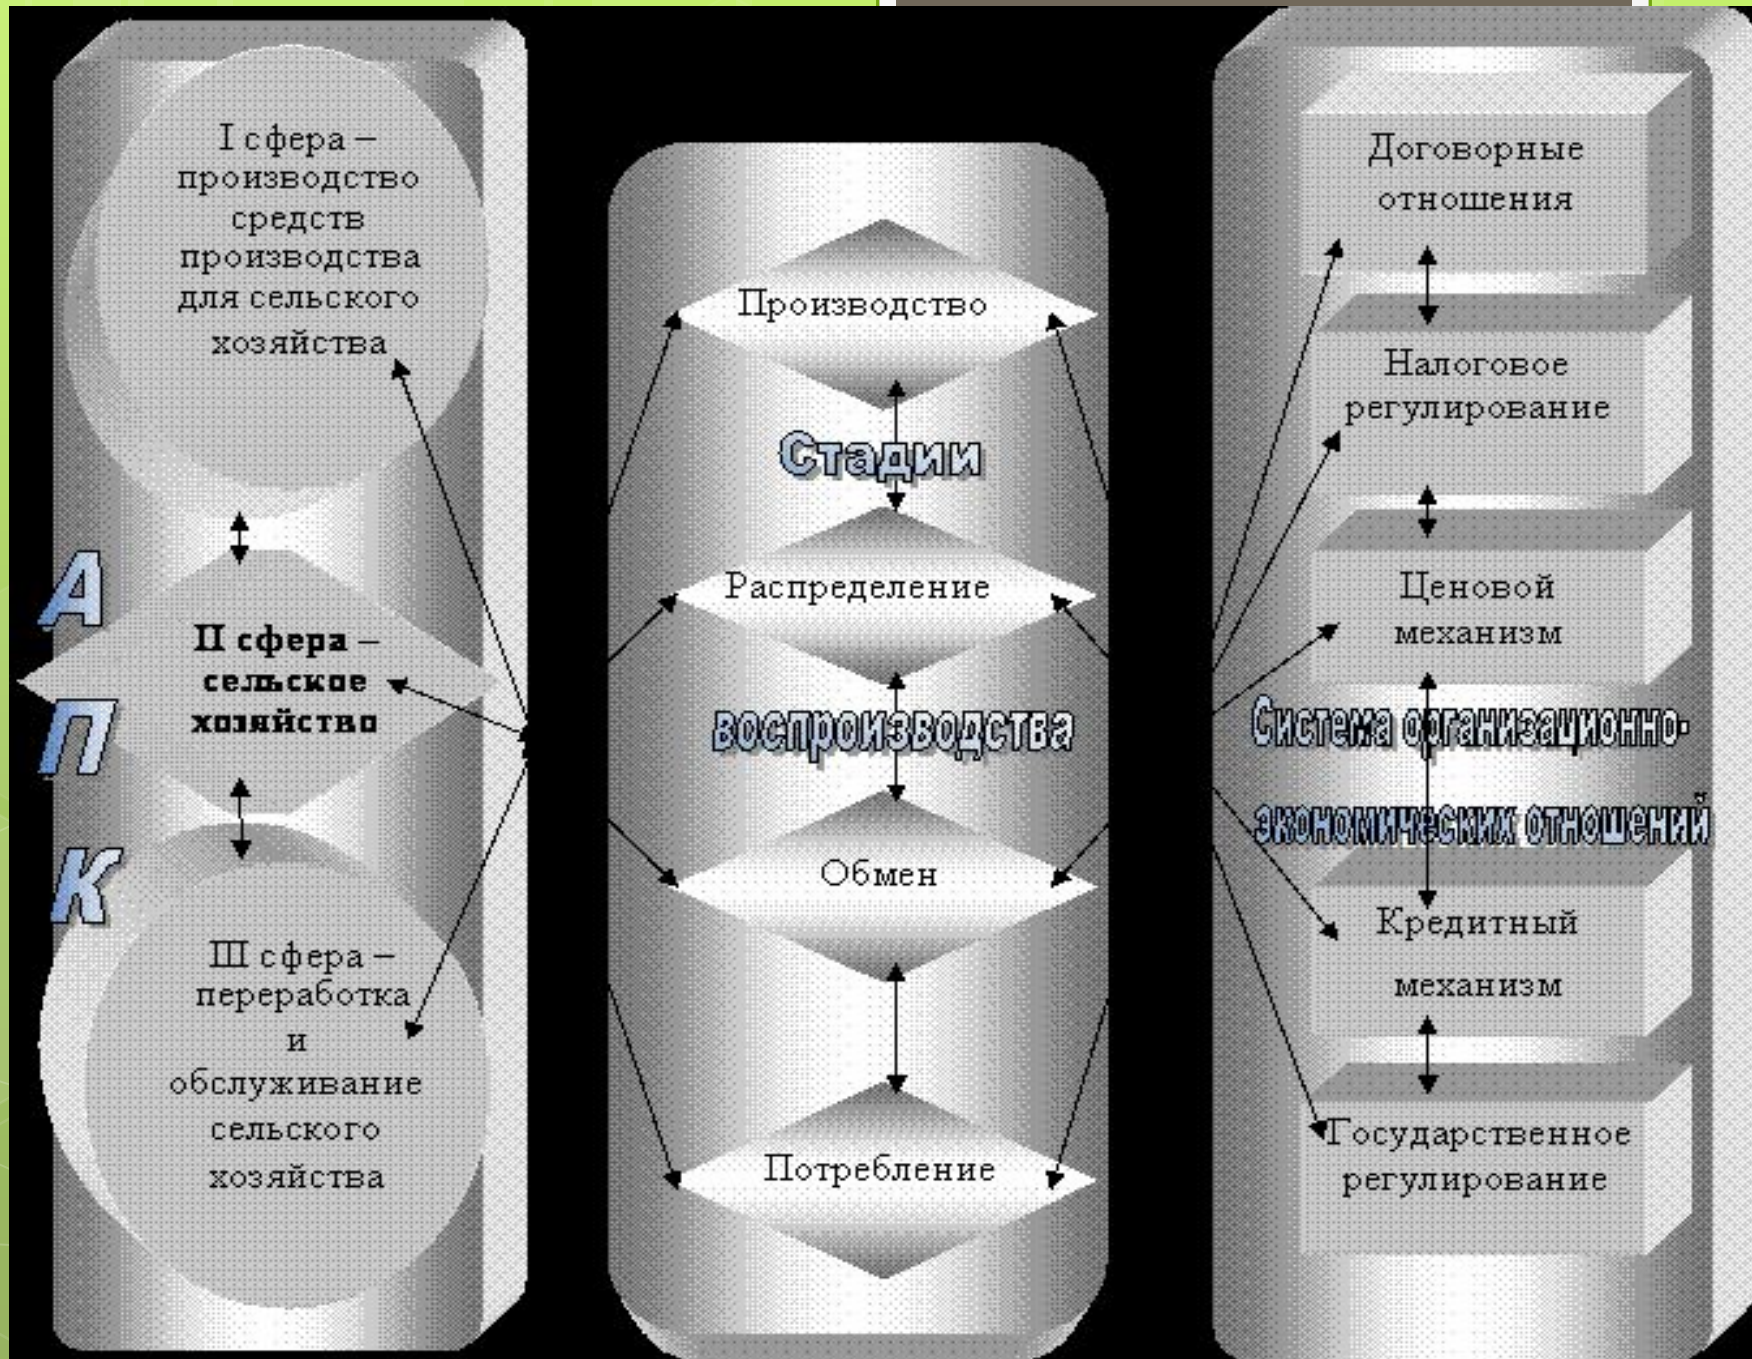 I сфера –
производство
средств
производства
для сельского
хозяйства
А
II сфера –
сельское
хозяйство
П
К
III сфера –
переработка
и
обслуживание
сельского
хозяйства
Производство
Стадии
Распределение
воспроизводства
Обмен
Потребление
Договорные
отношения
Налоговое
регулирование
Ценовой
механизм
Система организационно-
экономических отношений
Кредитный
механизм
Государственное
регулирование